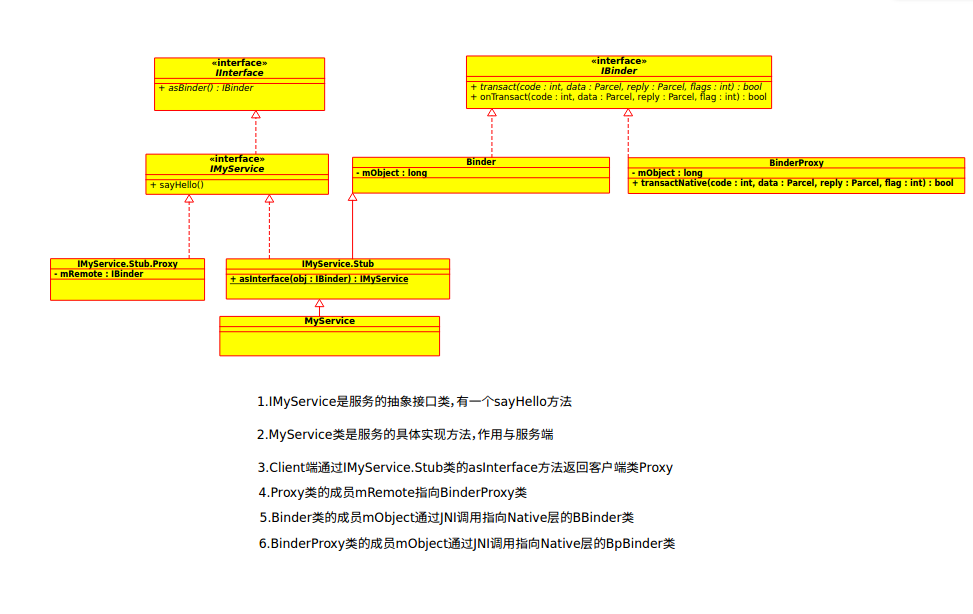 «interface»
IInterface
+ asBinder() : IBinder
«interface»
IBinder
+ transact(code : int, data : Parcel, reply : Parcel, flags : int) : bool
+ onTransact(code : int, data : Parcel, reply : Parcel, flag : int) : bool
«interface»
IMyService
+ sayHello()
Binder
- mObject : long
BinderProxy
- mObject : long
+ transactNative(code : int, data : Parcel, reply : Parcel, flag : int) : bool
IMyService.Stub.Proxy
- mRemote : IBinder
IMyService.Stub
+ asInterface(obj : IBinder) : IMyService
MyService
1.IMyService是服务的抽象接口类,有一个sayHello方法
2.MyService类是服务的具体实现方法,作用与服务端
3.Client端通过IMyService.Stub类的asInterface方法返回客户端类Proxy
4.Proxy类的成员mRemote指向BinderProxy类
5.Binder类的成员mObject通过JNI调用指向Native层的BBinder类
6.BinderProxy类的成员mObject通过JNI调用指向Native层的BpBinder类